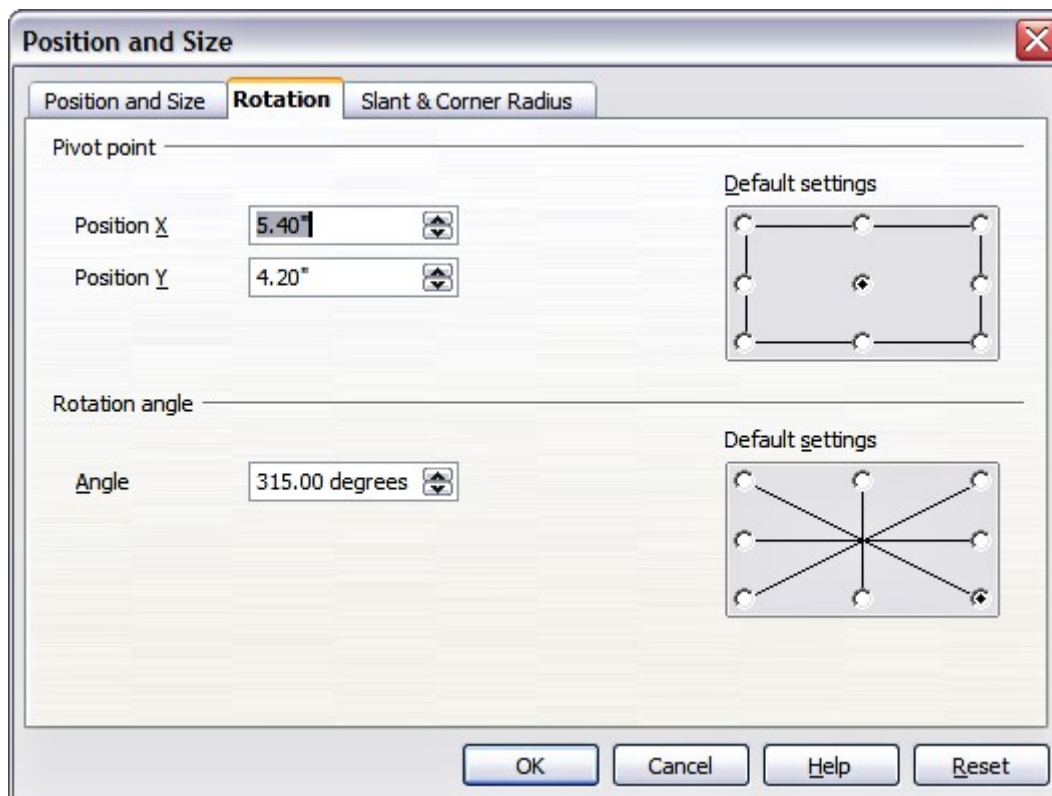 Position and Size
Position and Size Rotation Slant & Corner Radius
Pivot point
Default settings
Position X 5.40"
Position Y 4.20"
Rotation angle
Default settings
Angle 315.00 degrees
OK Cancel Help Reset